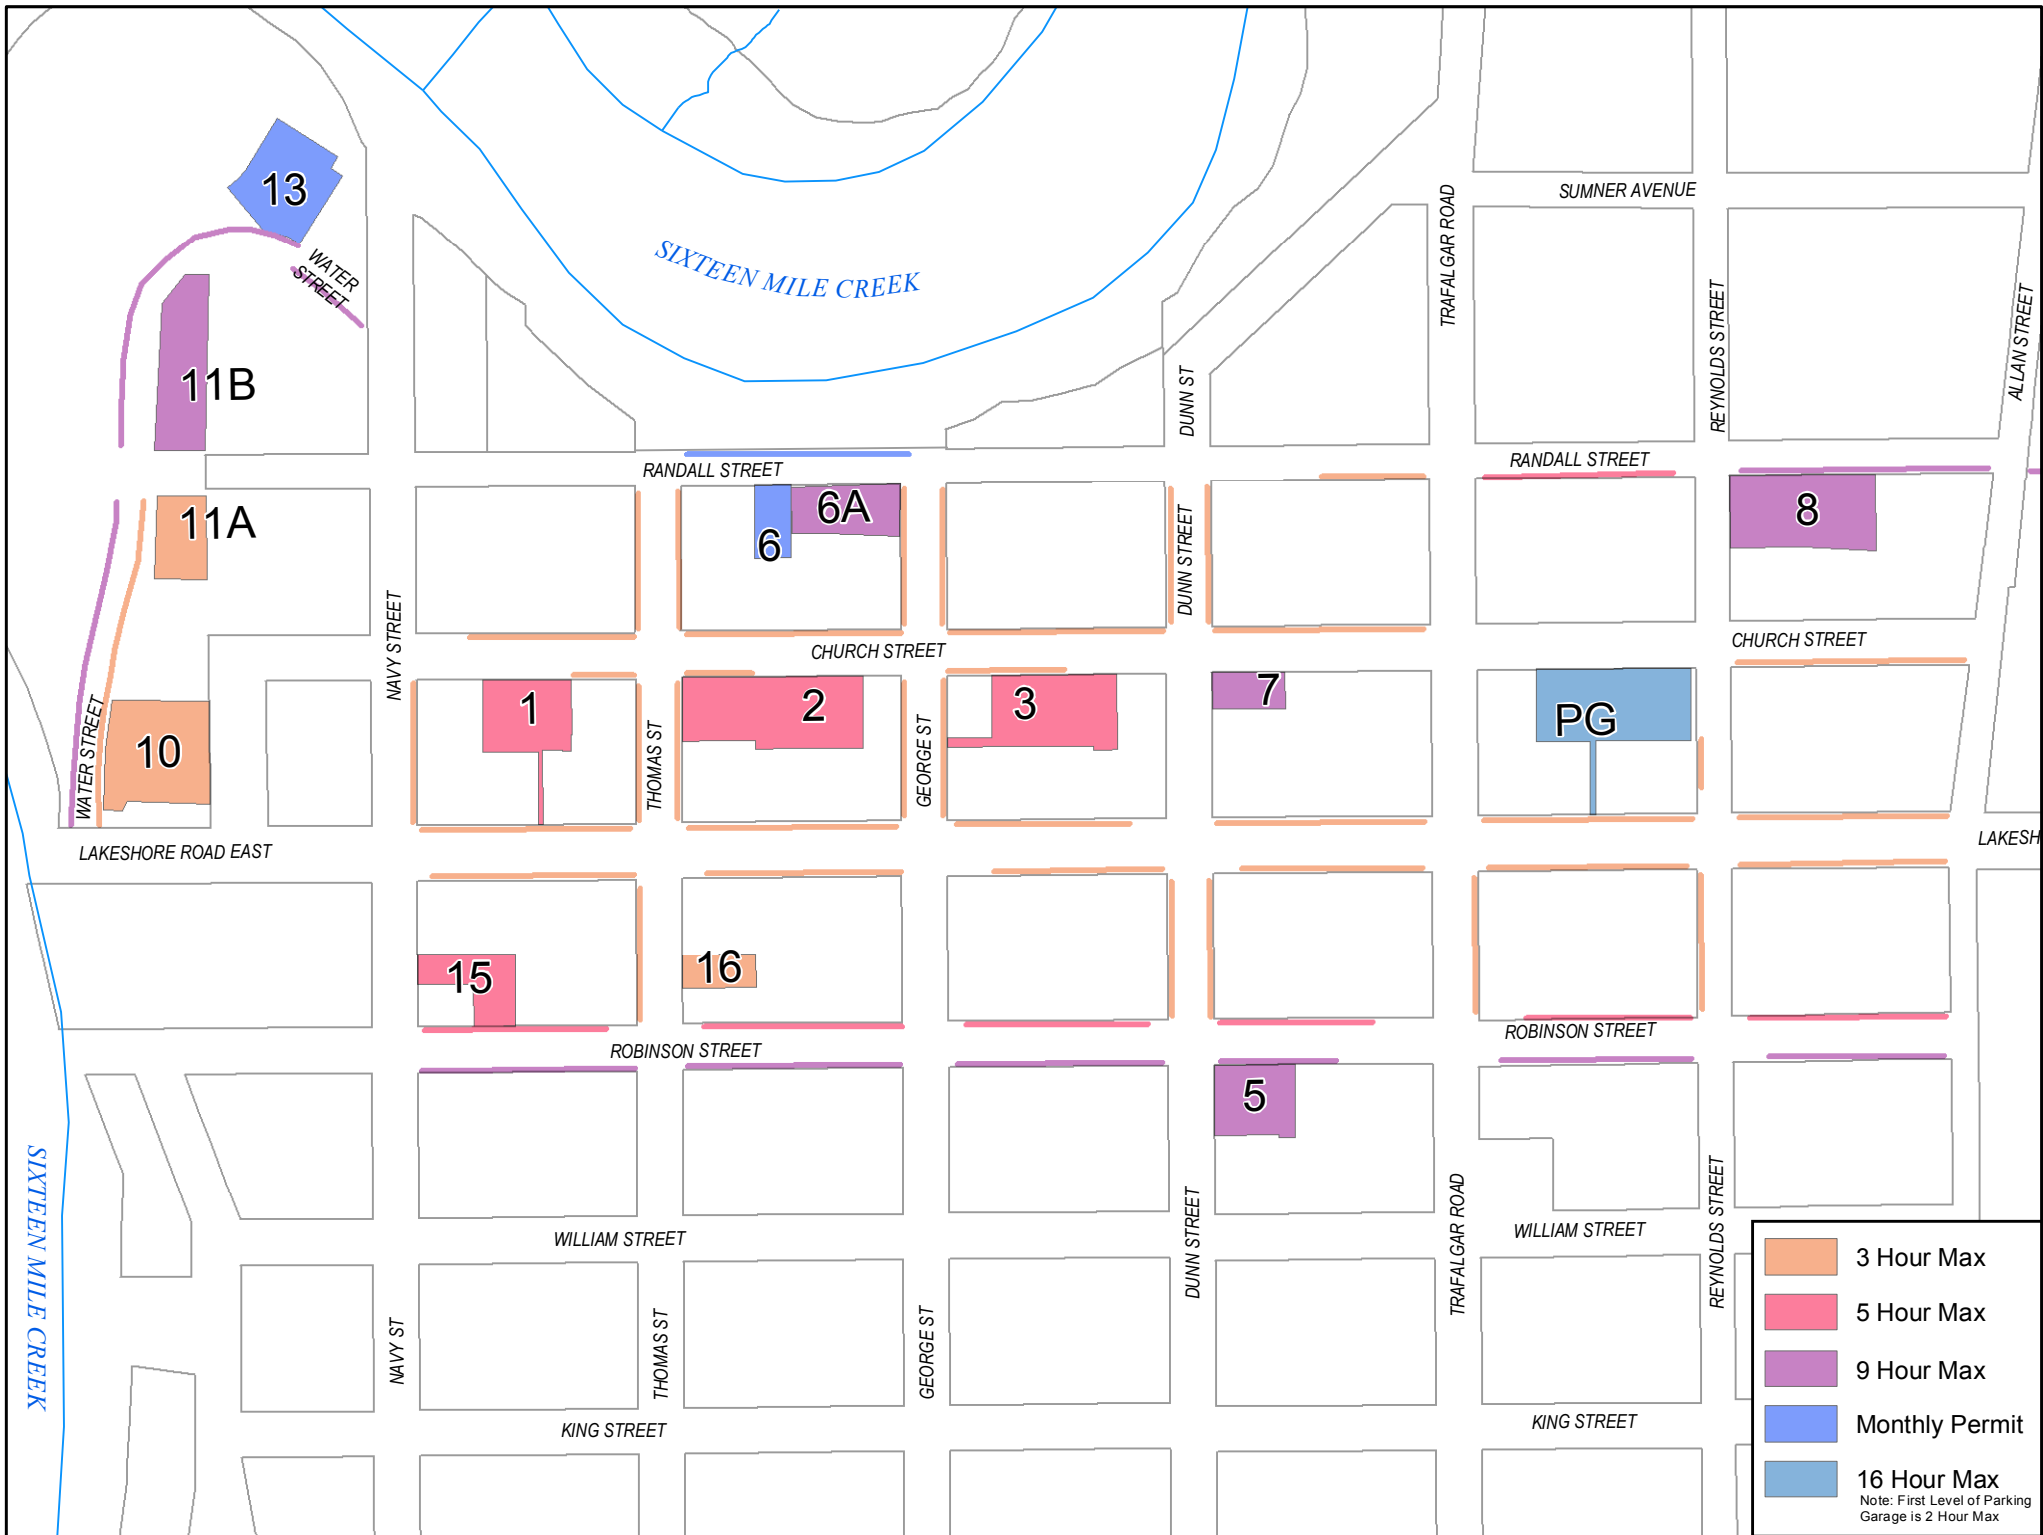 13
SUMNER AVENUE
TRAFALGAR ROAD
SIXTEEN MILE CREEK
WATER
STREET
REYNOLDS STREET
ALLAN STREET
11B
DUNN ST
RANDALL STREET
RANDALL STREET
11A
6
6A
8
DUNN STREET
NAVY STREET
CHURCH STREET
CHURCH STREET
1
2
3
7
PG
10
WATER STREET
THOMAS ST
GEORGE ST
LAKESHORE ROAD EAST
LAKESH
15
16
ROBINSON STREET
ROBINSON STREET
5
SIXTEEN MILE CREEK
DUNN STREET
TRAFALGAR ROAD
REYNOLDS STREET
WILLIAM STREET
WILLIAM STREET
NAVY ST
THOMAS ST
GEORGE ST
KING STREET
KING STREET
3 Hour Max
5 Hour Max
9 Hour Max
Monthly Permit
16 Hour Max
Note: First Level of Parking
Garage is 2 Hour Max